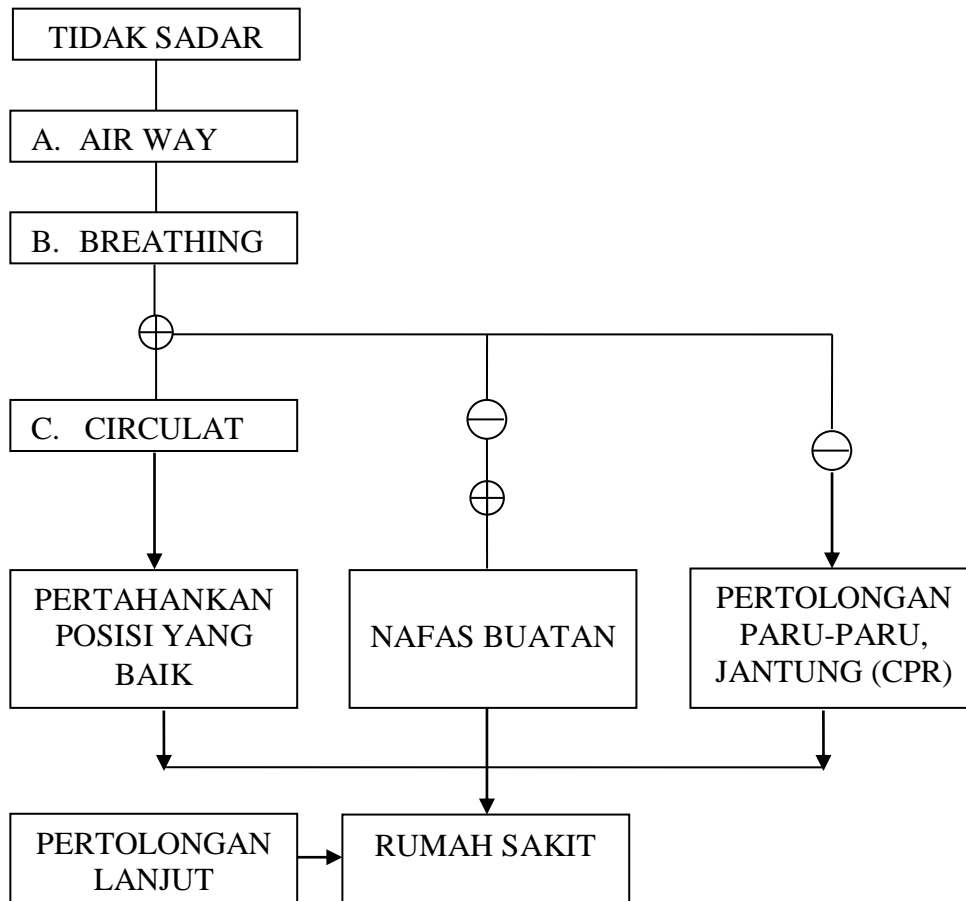 TIDAK SADAR
A. AIR WAY
B. BREATHING
C. CIRCULAT
PERTAHANKAN
POSISI YANG
BAIK
NAFAS BUATAN
PERTOLONGAN
PARU-PARU,
JANTUNG (CPR)
PERTOLONGAN
LANJUT
RUMAH SAKIT